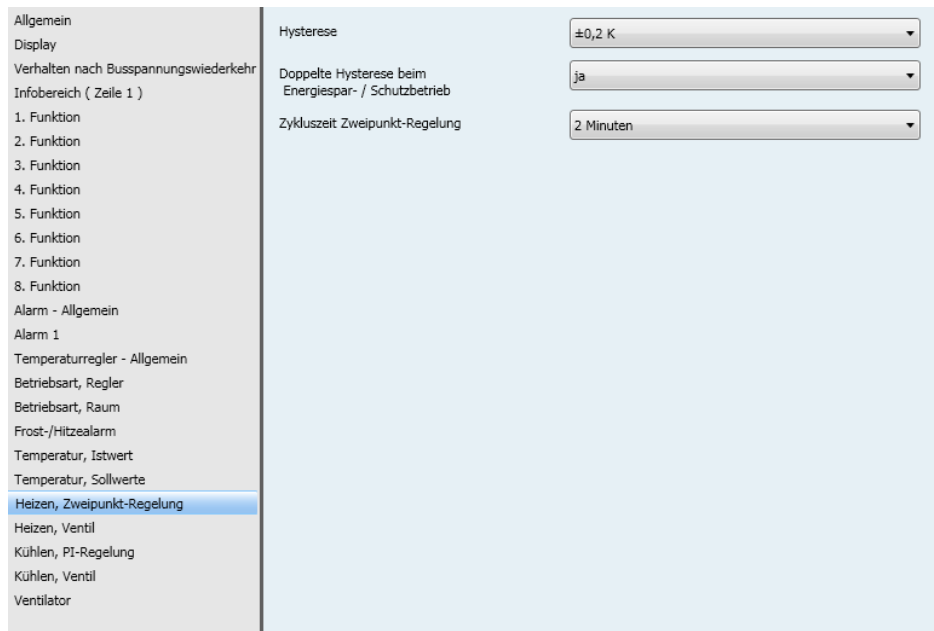 Allgemein
Display
Verhalten nach Busspannungswiederkehr
Infobereich ( Zeile 1 )
1. Funktion
2. Funktion
3. Funktion
4. Funktion
5. Funktion
6. Funktion
7. Funktion
8. Funktion
Alarm - Allgemein
Alarm 1
Temperaturregler - Allgemein
Betriebsart, Regler
Betriebsart, Raum
Frost-/Hitzealarm
Temperatur, Istwert
Temperatur, Sollwerte
Heizen, Zweipunkt-Regelung
Heizen, Ventil
Kühlen, PI-Regelung
Kühlen, Ventil
Ventilator
Hysterese
±0,2 K
Doppelte Hysterese beim
Energiespar- / Schutzbetrieb
ja
Zykluszeit Zweipunkt-Regelung
2 Minuten